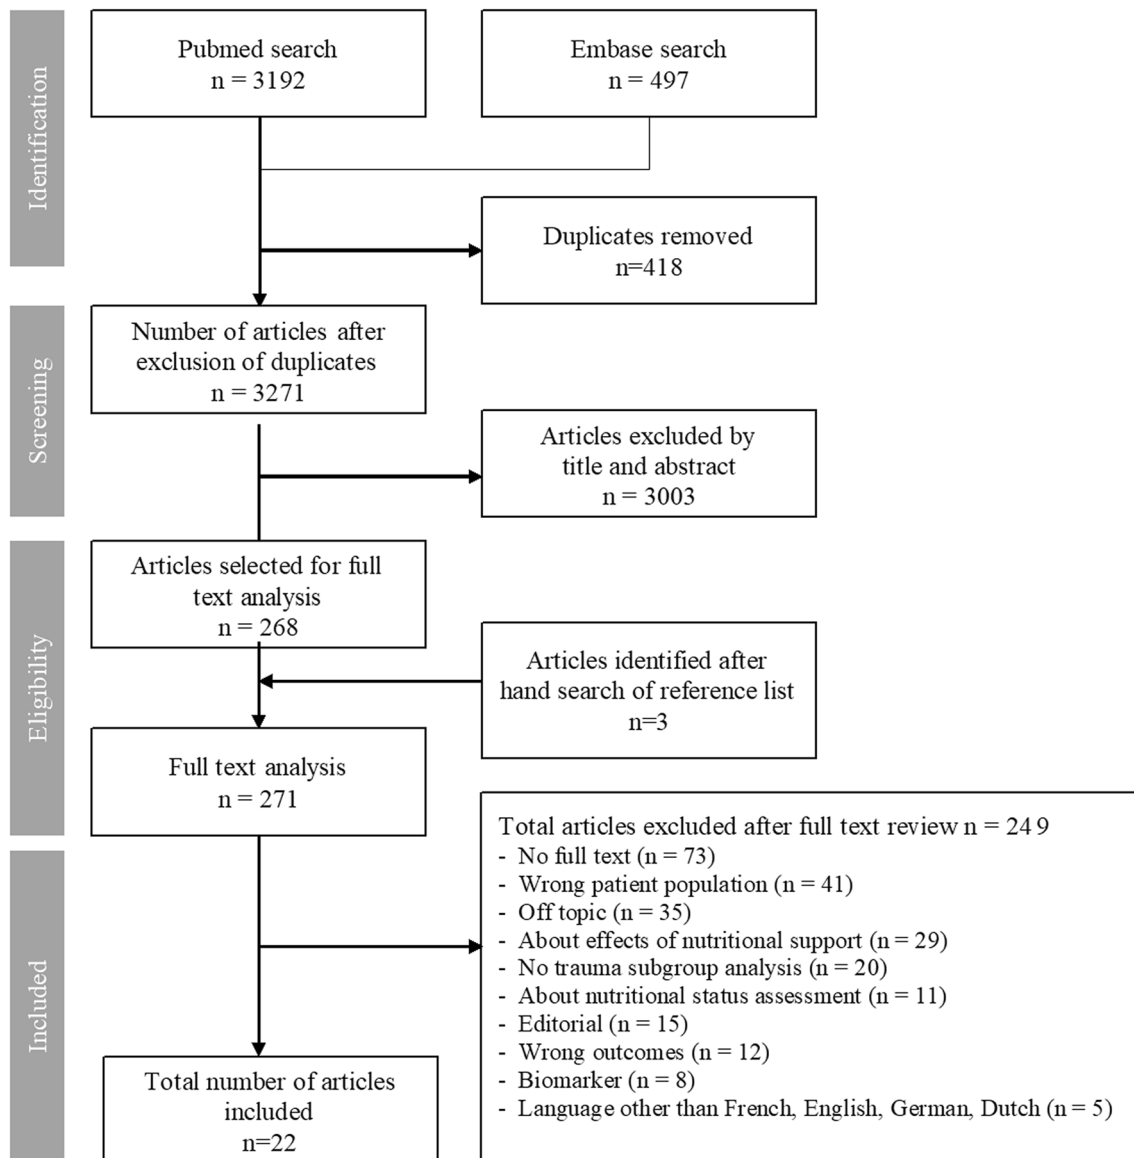 Identification
Pubmed search
n = 3192
Embase search
n = 497
Duplicates removed
n=418
Screening
Number of articles after
exclusion of duplicates
n = 3271
Articles excluded by
title and abstract
n = 3003
Eligibility
Articles selected for full
text analysis
n = 268
Articles identified after
hand search of reference list
n=3
Full text analysis
n = 271
Included
Total articles excluded after full text review n = 249
- No full text (n = 73)
- Wrong patient population (n = 41)
- Off topic (n = 35)
- About effects of nutritional support (n = 29)
- No trauma subgroup analysis (n = 20)
- About nutritional status assessment (n = 11)
- Editorial (n = 15)
- Wrong outcomes (n = 12)
- Biomarker (n = 8)
- Language other than French, English, German, Dutch (n = 5)
Total number of articles
included
n=22